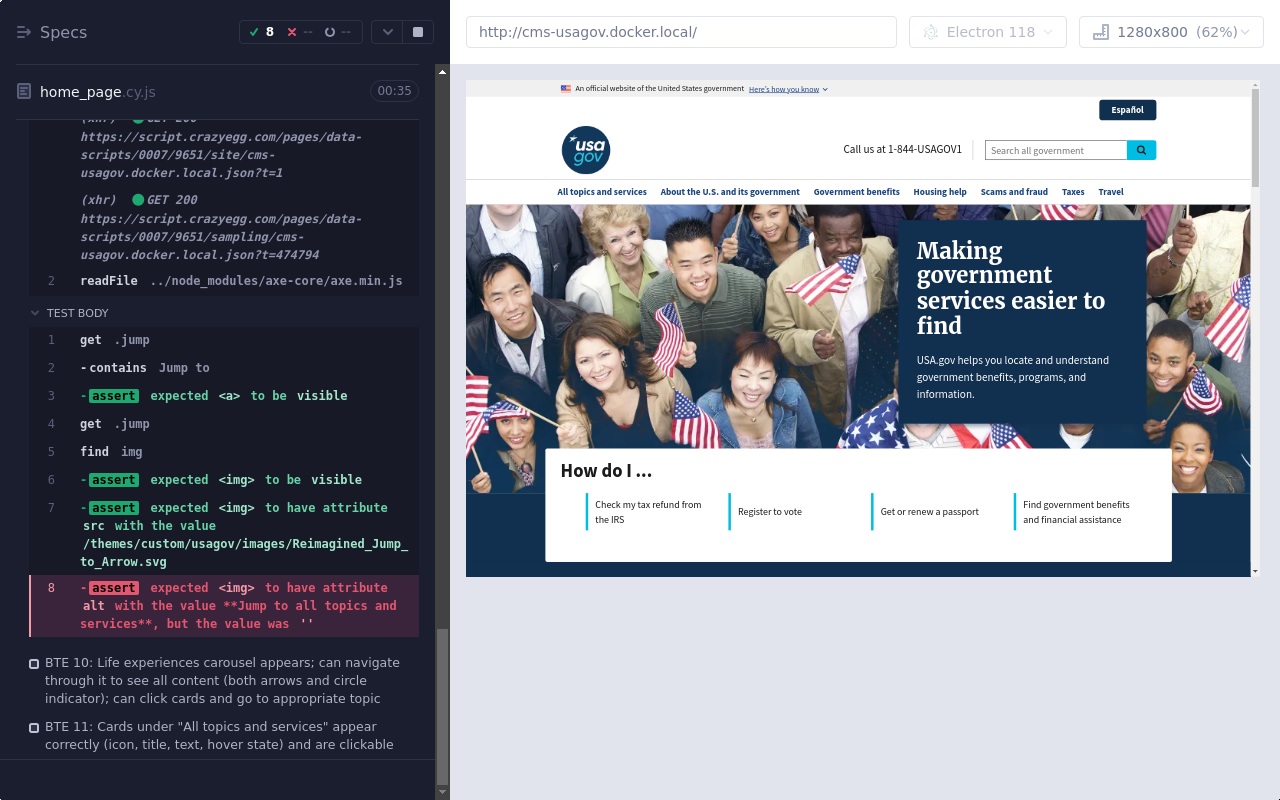 Specs
8
--
--
home_page.cy.js
00:35
(xhr) GET 200
https://script.crazyegg.com/pages/data-
scripts/0007/9651/site/cms-
usagov.docker.local.json?t=1
(xhr) GET 200
https://script.crazyegg.com/pages/data-
scripts/0007/9651/sampling/cms-
usagov.docker.local.json?t=474794
2 readFile ../node_modules/axe-core/axe.min.js
TEST BODY
1 get .jump
2 -contains Jump to
3 -assert expected <a> to be visible
4 get .jump
5 find img
6 -assert expected <img> to be visible
7 -assert expected <img> to have attribute
src with the value
/themes/custom/usagov/images/Reimagined_Jump_
to_Arrow.svg
8 -assert expected <img> to have attribute
alt with the value **Jump to all topics and
services**, but the value was ''
BTE 10: Life experiences carousel appears; can navigate
through it to see all content (both arrows and circle
indicator); can click cards and go to appropriate topic
BTE 11: Cards under "All topics and services" appear
correctly (icon, title, text, hover state) and are clickable
http://cms-usagov.docker.local/
Electron 118
1280x800 (62%)
An official website of the United States government Here's how you know
Español
usa
gov
Call us at 1-844-USAGOV1
Search all government
All topics and services About the U.S. and its government Government benefits Housing help Scams and fraud Taxes Travel
Making
government
services easier to
find
USA.gov helps you locate and understand
government benefits, programs, and
information.
How do I ...
Check my tax refund from
the IRS
Register to vote
Get or renew a passport
Find government benefits
and financial assistance